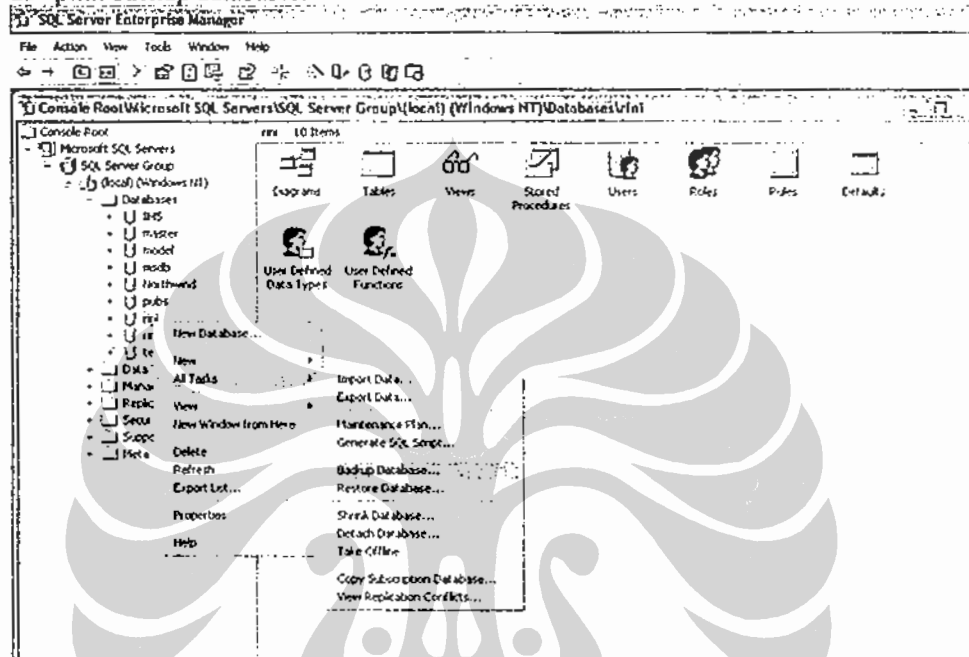 SQL Server Enterprise Manager
File Action View Tools Window Help
Console Root\Microsoft SQL Servers\SQL Server Group\(local) (Windows NT)\Databases\rini
Console Root
rini 10 Items
Microsoft SQL Servers
SQL Server Group
(local) (Windows NT)
Databases
IHS
master
model
msdb
Northwind
pubs
rini
Diagrams Tables Views Stored Procedures Users Roles Rules Defaults
User Defined Data Types User Defined Functions
New Database...
New
All Tasks
View
New Window from Here
Delete
Refresh
Export List...
Properties
Help
Import Data...
Export Data...
Maintenance Plan...
Generate SQL Script...
Backup Database...
Restore Database...
Shrink Database...
Detach Database...
Take Offline
Copy Subscription Database...
View Replication Conflicts...